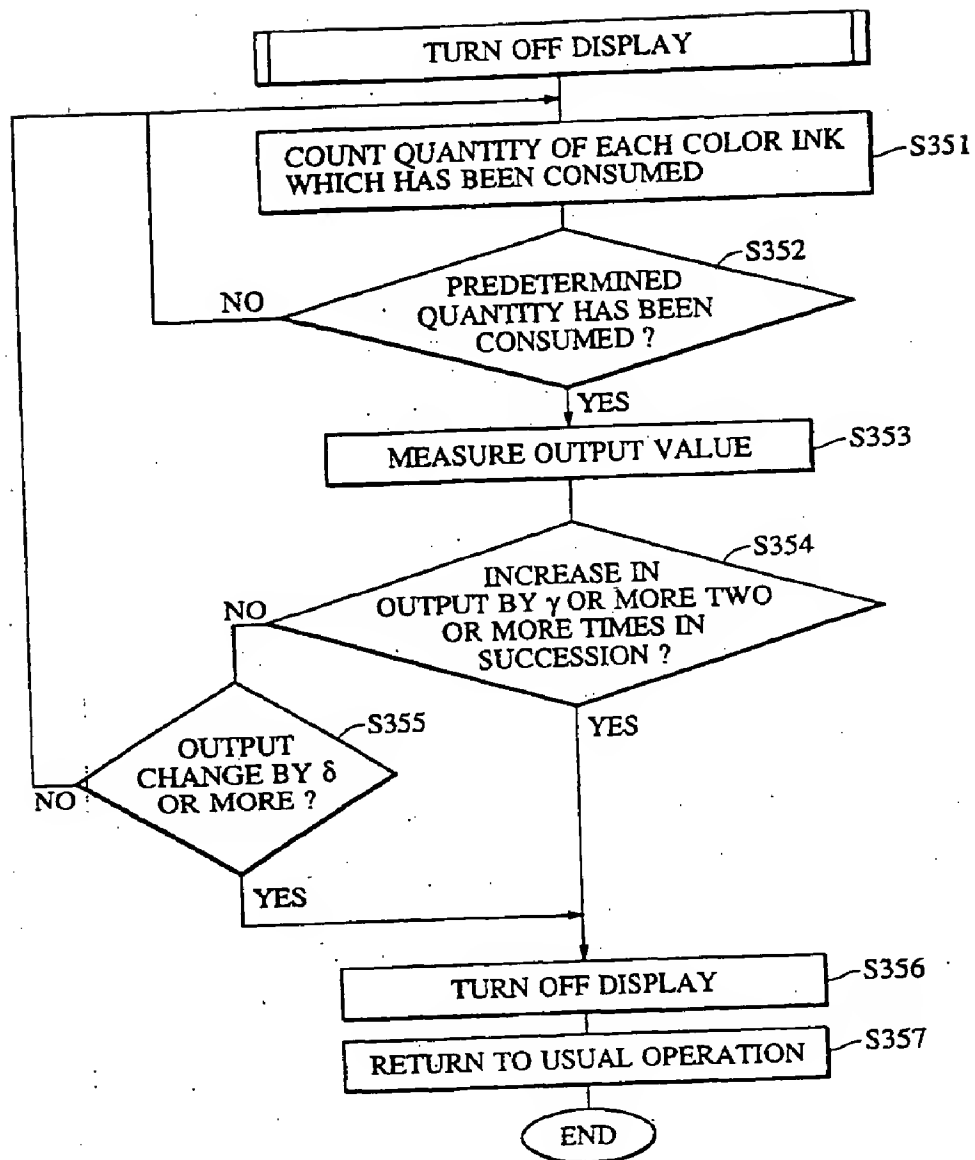 TURN OFF DISPLAY
COUNT QUANTITY OF EACH COLOR INK
WHICH HAS BEEN CONSUMED
S351
S352
PREDETERMINED
QUANTITY HAS BEEN
CONSUMED ?
NO
YES
MEASURE OUTPUT VALUE
S353
S354
INCREASE IN
OUTPUT BY γ OR MORE TWO
OR MORE TIMES IN
SUCCESSION ?
NO
YES
S355
OUTPUT
CHANGE BY δ
OR MORE ?
NO
YES
TURN OFF DISPLAY
S356
RETURN TO USUAL OPERATION
S357
END